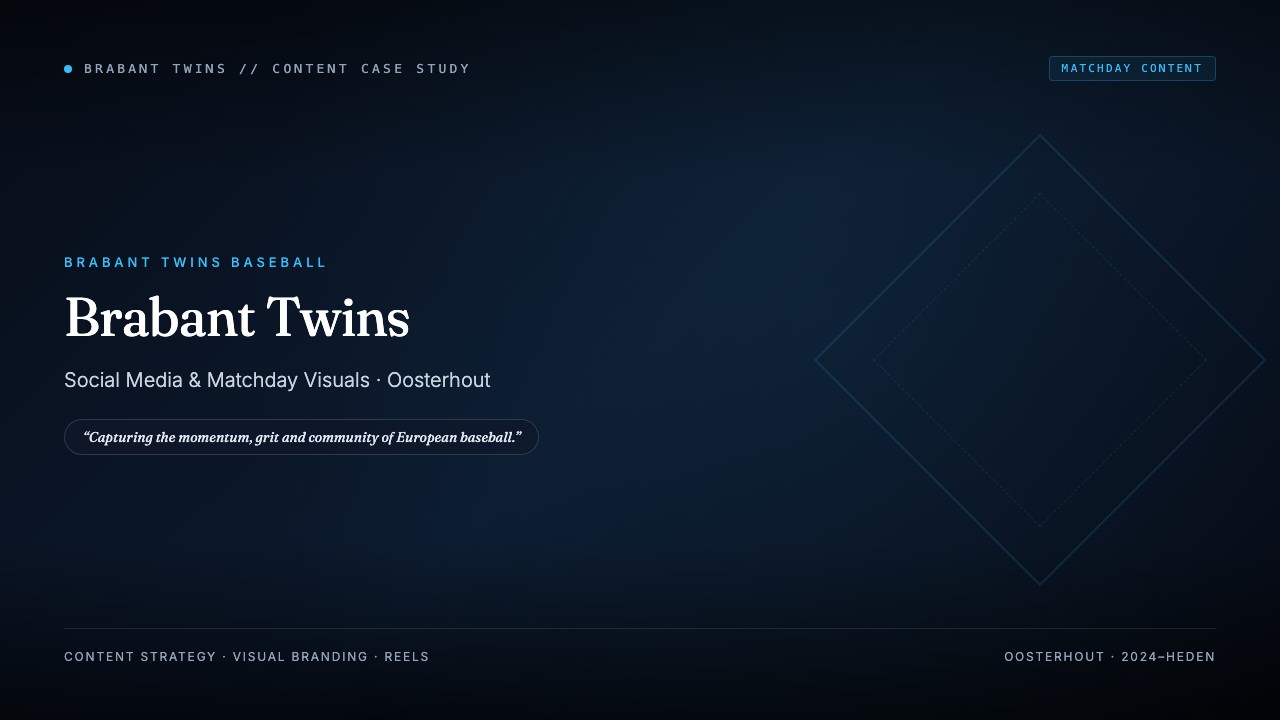 BRABANT TWINS // CONTENT CASE STUDY
MATCHDAY CONTENT
BRABANT TWINS BASEBALL
Brabant Twins
Social Media & Matchday Visuals · Oosterhout
“Capturing the momentum, grit and community of European baseball.”
CONTENT STRATEGY · VISUAL BRANDING · REELS
OOSTERHOUT · 2024–HEDEN